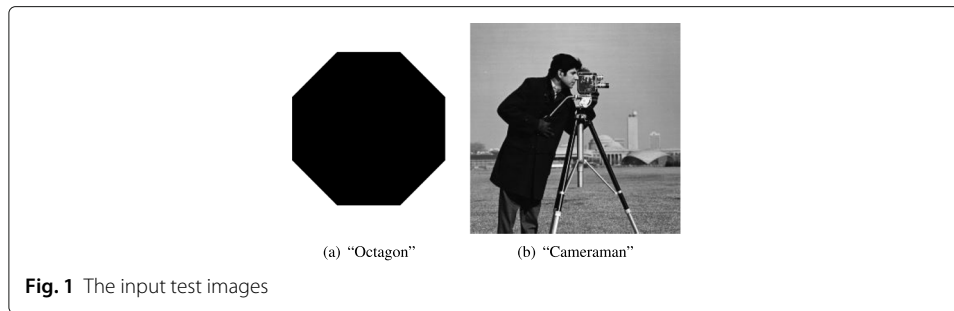 (a) “Octagon”
(b) “Cameraman”
Fig. 1 The input test images